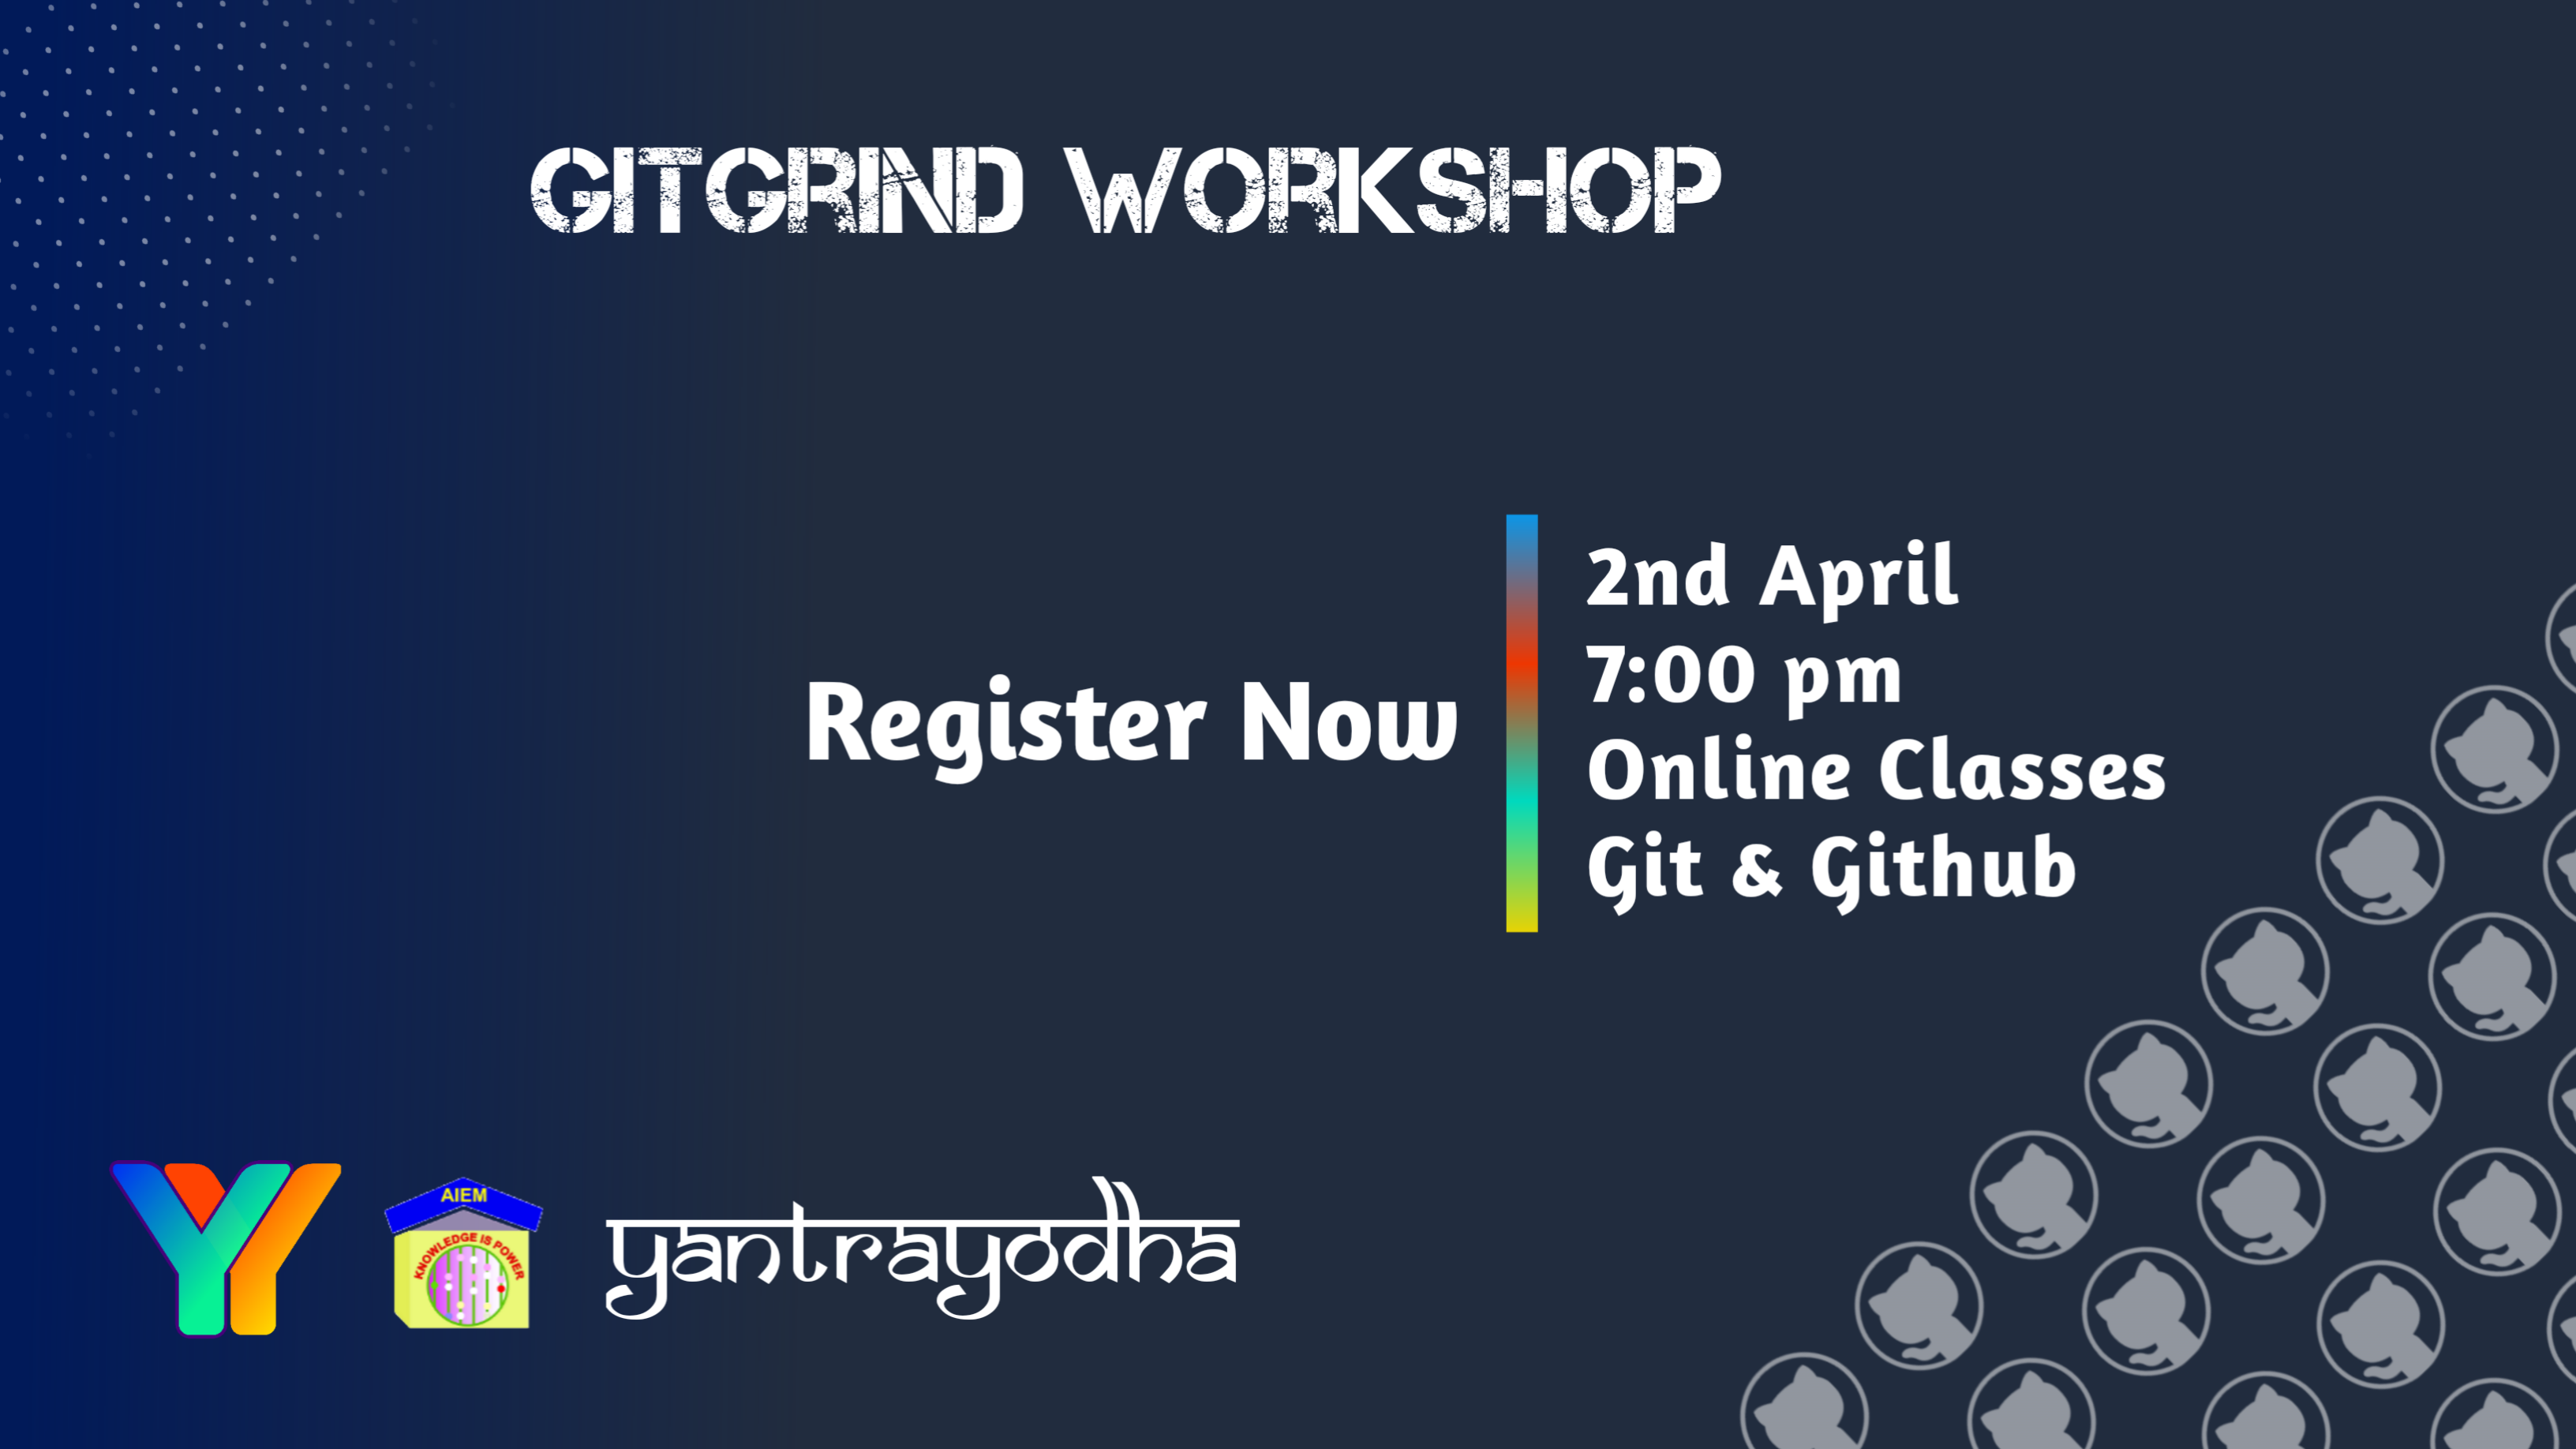 GITGRIND WORKSHOP
Register Now
2nd April
7:00 pm
Online Classes
Git & Github
AIEM
KNOWLEDGE IS POWER
yantrayodha